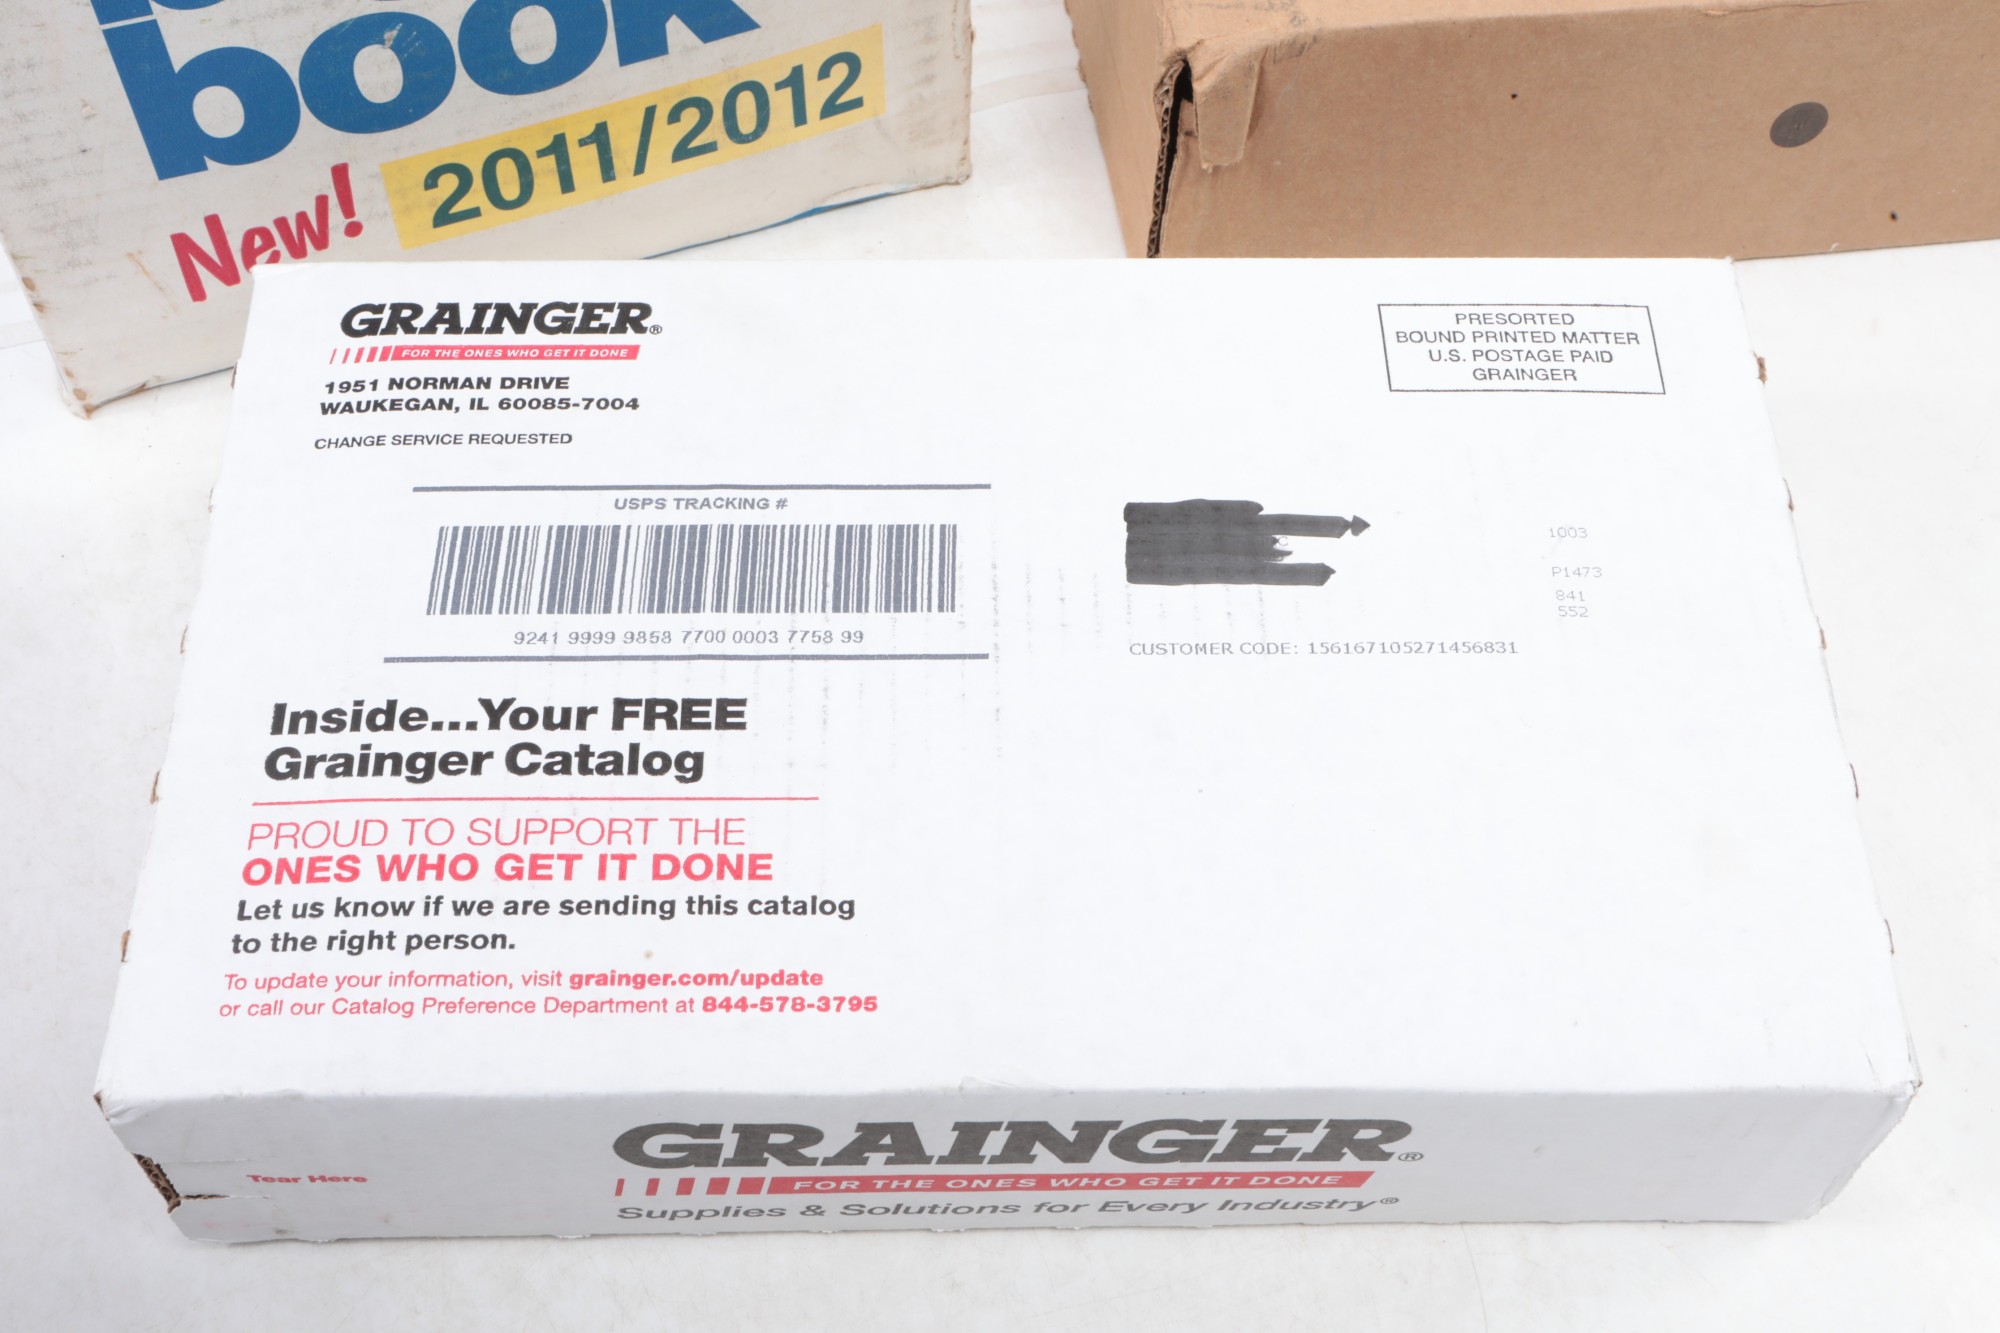 book
New! 2011/2012
GRAINGER®
FOR THE ONES WHO GET IT DONE
1951 NORMAN DRIVE
WAUKEGAN, IL 60085-7004
CHANGE SERVICE REQUESTED
PRESORTED
BOUND PRINTED MATTER
U.S. POSTAGE PAID
GRAINGER
USPS TRACKING #
9241 9999 9858 7700 0003 7758 99
C
1003
P1473
841
552
CUSTOMER CODE: 156167105271456831
Inside...Your FREE
Grainger Catalog
PROUD TO SUPPORT THE
ONES WHO GET IT DONE
Let us know if we are sending this catalog
to the right person.
To update your information, visit grainger.com/update
or call our Catalog Preference Department at 844-578-3795
Tear Here
GRAINGER®
FOR THE ONES WHO GET IT DONE
Supplies & Solutions for Every Industry®